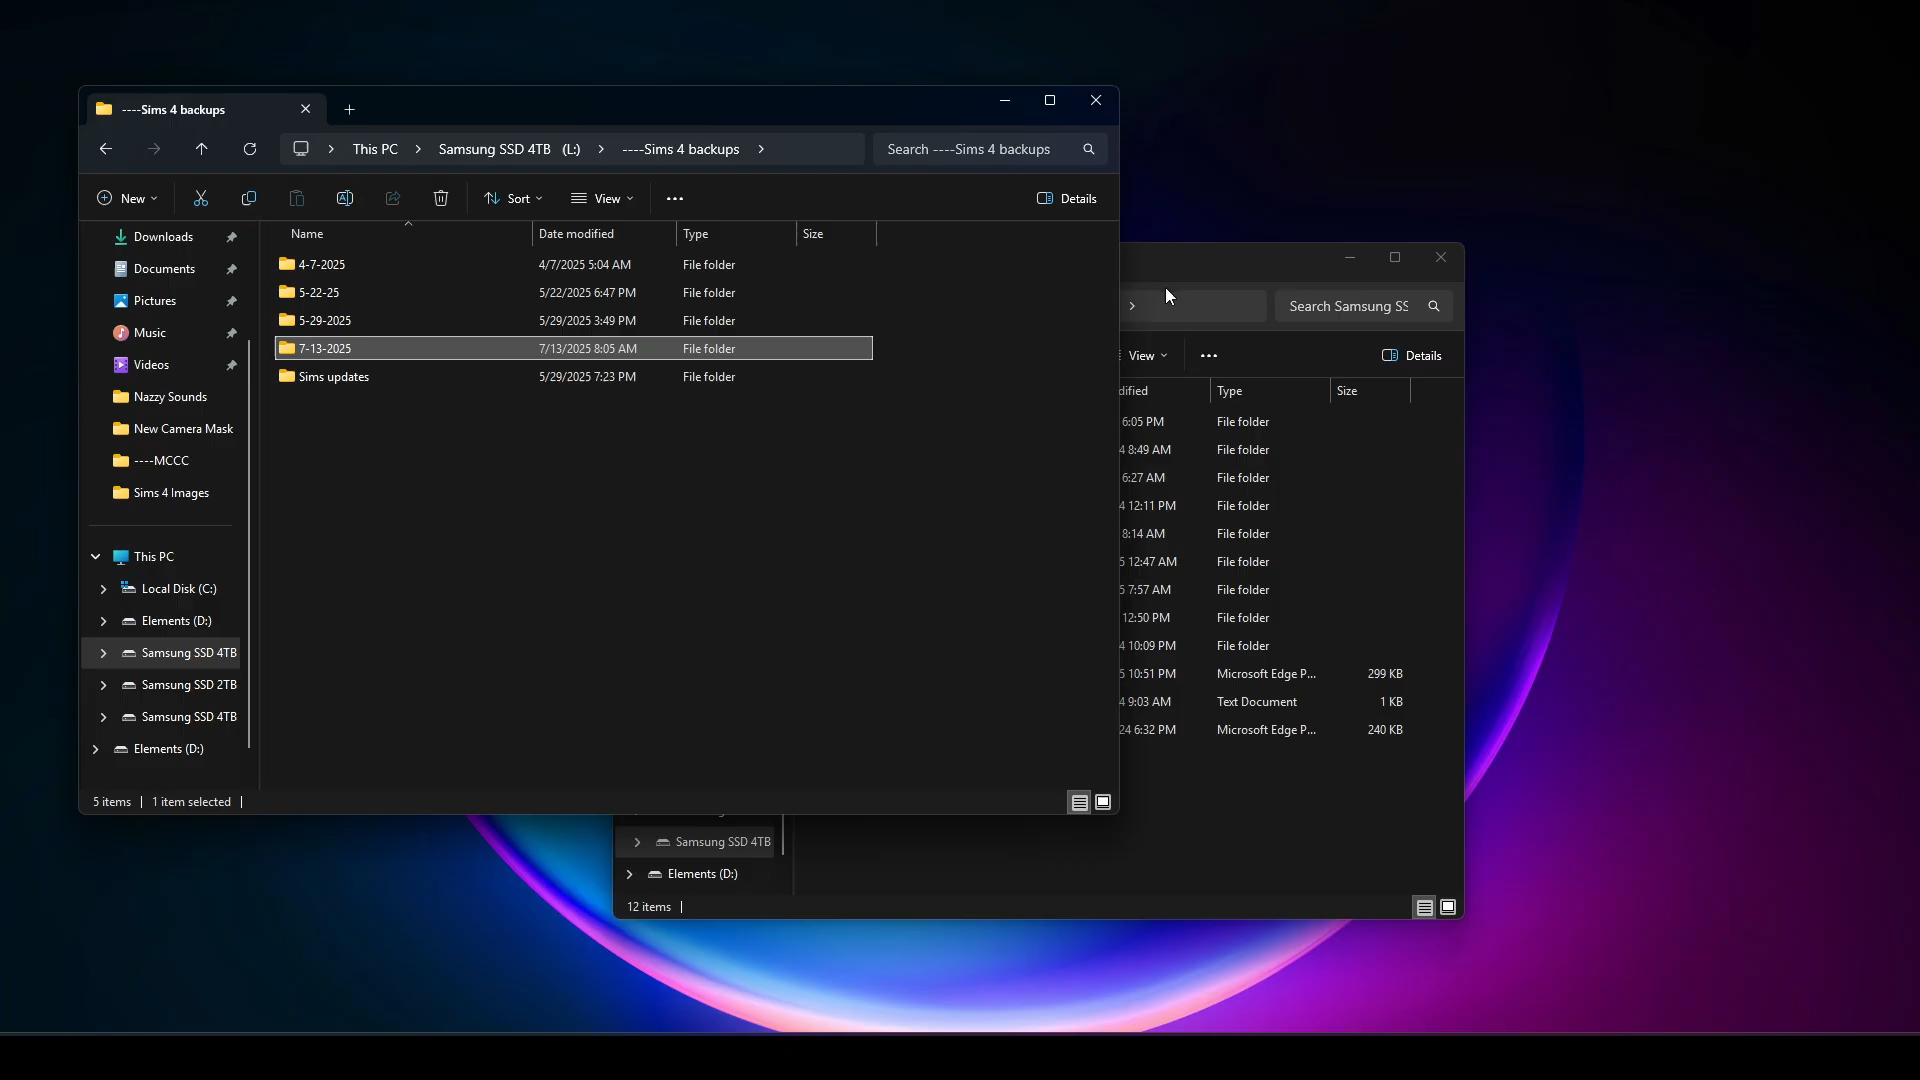 ----Sims 4 backups
This PC > Samsung SSD 4TB (L:) > ----Sims 4 backups >
Search ----Sims 4 backups
New
Sort
View
Details
Name
Date modified
Type
Size
4-7-2025
4/7/2025 5:04 AM
File folder
5-22-25
5/22/2025 6:47 PM
File folder
5-29-2025
5/29/2025 3:49 PM
File folder
7-13-2025
7/13/2025 8:05 AM
File folder
Sims updates
5/29/2025 7:23 PM
File folder
Downloads
Documents
Pictures
Music
Videos
Nazzy Sounds
New Camera Mask
----MCCC
Sims 4 Images
This PC
Local Disk (C:)
Elements (D:)
Samsung SSD 4TB
Samsung SSD 2TB
Samsung SSD 4TB
Elements (D:)
5 items
1 item selected
Search Samsung SS
View
Details
dified
Type
Size
6:05 PM
File folder
4 8:49 AM
File folder
6:27 AM
File folder
4 12:11 PM
File folder
8:14 AM
File folder
5 12:47 AM
File folder
5 7:57 AM
File folder
12:50 PM
File folder
4 10:09 PM
File folder
5 10:51 PM
Microsoft Edge P...
299 KB
4 9:03 AM
Text Document
1 KB
24 6:32 PM
Microsoft Edge P...
240 KB
Samsung SSD 4TB
Elements (D:)
12 items